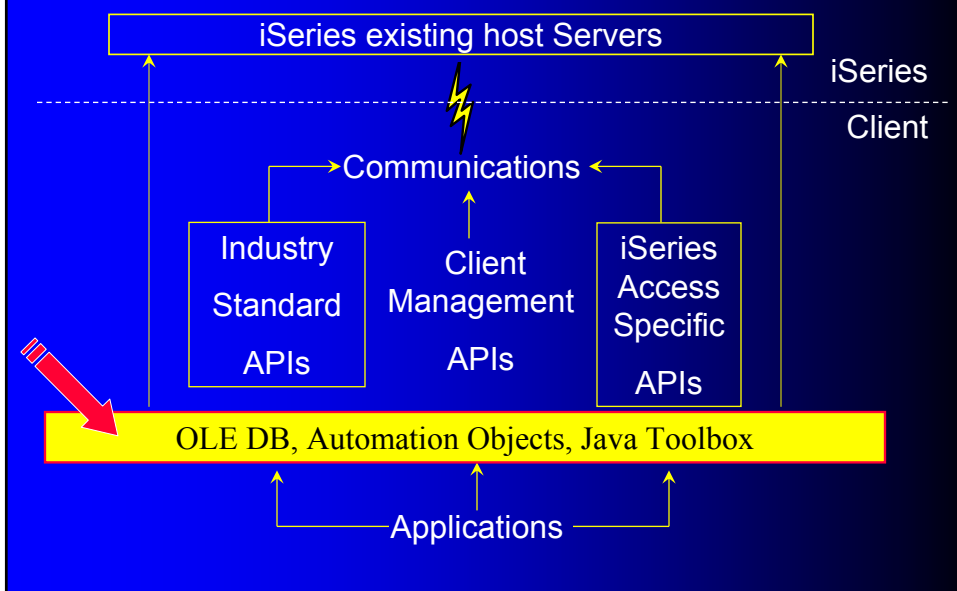 iSeries existing host Servers
iSeries
Client
Communications
Industry
Standard
APIs
Client
Management
APIs
iSeries
Access
Specific
APIs
OLE DB, Automation Objects, Java Toolbox
Applications